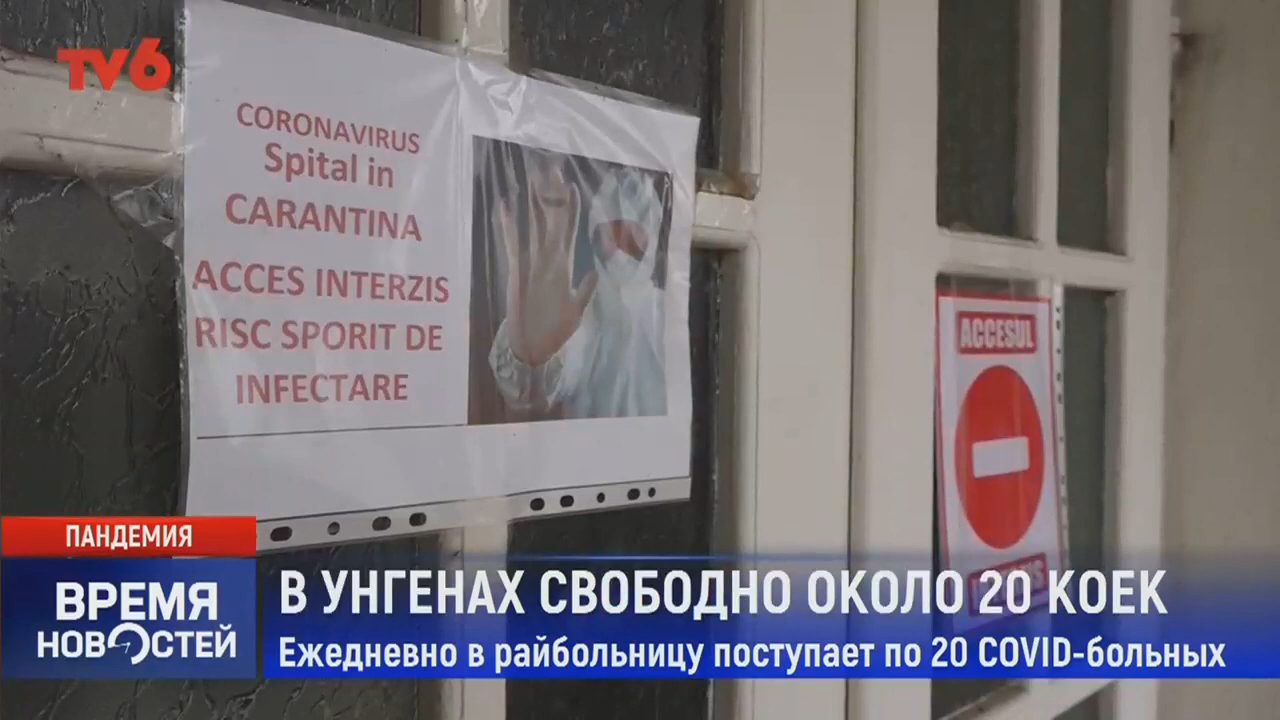 TV6
CORONAVIRUS
Spital in
CARANTINA
ACCES INTERZIS
RISC SPORIT DE
INFECTARE
ACCESUL
ПАНДЕМИЯ
ВРЕМЯ
НОВОСТЕЙ
В УНГЕНАХ СВОБОДНО ОКОЛО 20 КОЕК
Ежедневно в райбольницу поступает по 20 COVID-больных